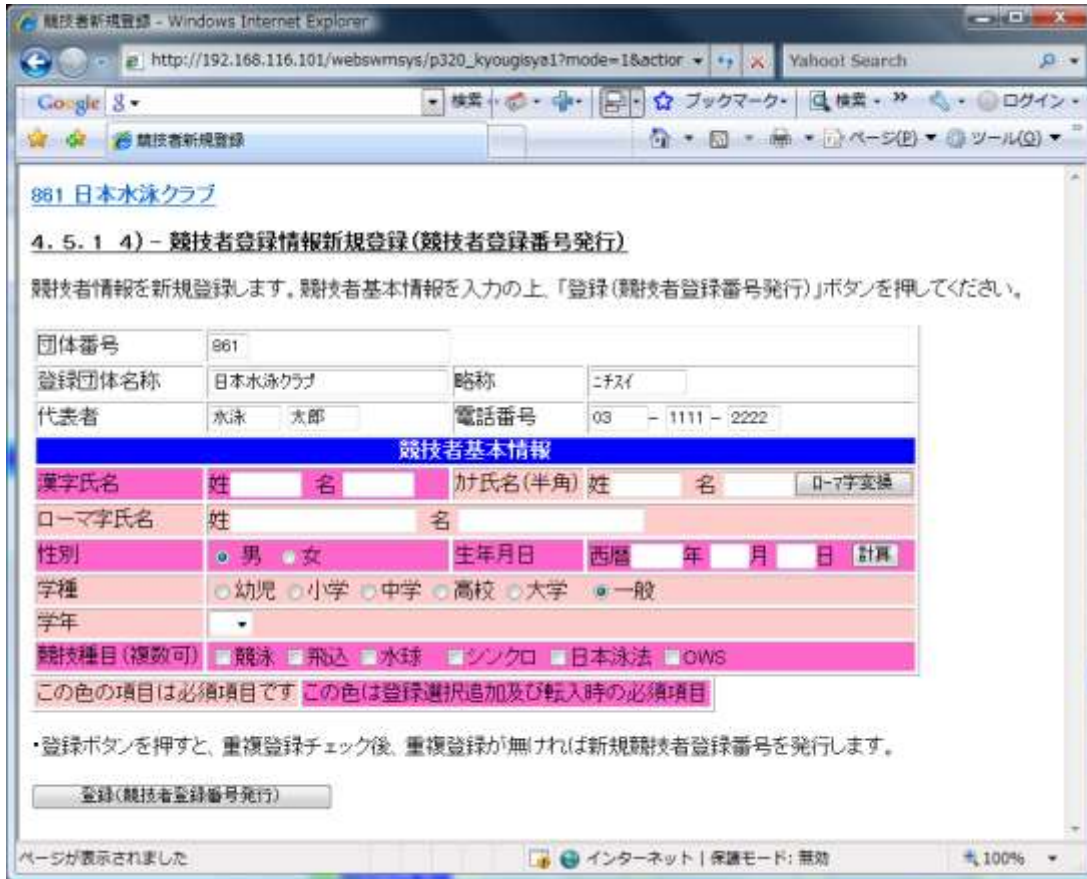 競技者新規登録 - Windows Internet Explorer
http://192.168.116.101/webswmsys/p320_kyougisya1?mode=1&action
Yahoo! Search
Google
検索 ブックマーク 検索 ログイン
競技者新規登録
ページ(P) ツール(O)
861 日本水泳クラブ
4.5.1 4)-競技者登録情報新規登録(競技者登録番号発行)
競技者情報を新規登録します。競技者基本情報を入力の上、「登録(競技者登録番号発行)」ボタンを押してください。
団体番号 861
登録団体名称 日本水泳クラブ 略称 ニチスイ
代表者 水泳 太郎 電話番号 03 - 1111 - 2222
競技者基本情報
漢字氏名 姓 名 カナ氏名(半角) 姓 名 ローマ字変換
ローマ字氏名 姓 名
性別 男 女 生年月日 西暦 年 月 日 計算
学種 幼児 小学 中学 高校 大学 一般
学年
競技種目(複数可) 競泳 飛込 水球 シンクロ 日本泳法 OWS
この色の項目は必須項目です この色は登録選択追加及び転入時の必須項目
・登録ボタンを押すと、重複登録チェック後、重複登録が無ければ新規競技者登録番号を発行します。
登録(競技者登録番号発行)
ページが表示されました インターネット | 保護モード: 無効 100%